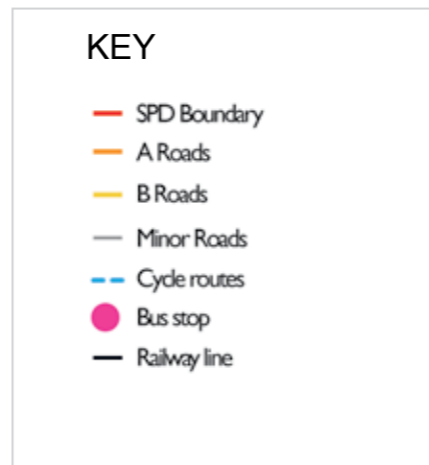 KEY
SPD Boundary
A Roads
B Roads
Minor Roads
Cycle routes
Bus stop
Railway line